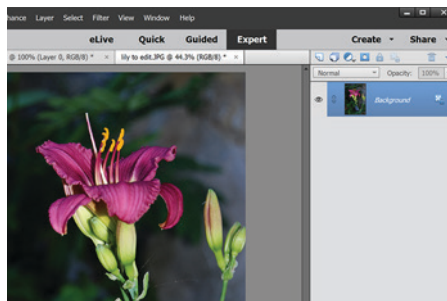 hance Layer Select Filter View Window Help
eLive Quick Guided Expert Create Share
@ 100% (Layer 0, RGB/8) * × lily to edit.JPG @ 44.3% (RGB/8) * ×
Normal Opacity: 100%
Background